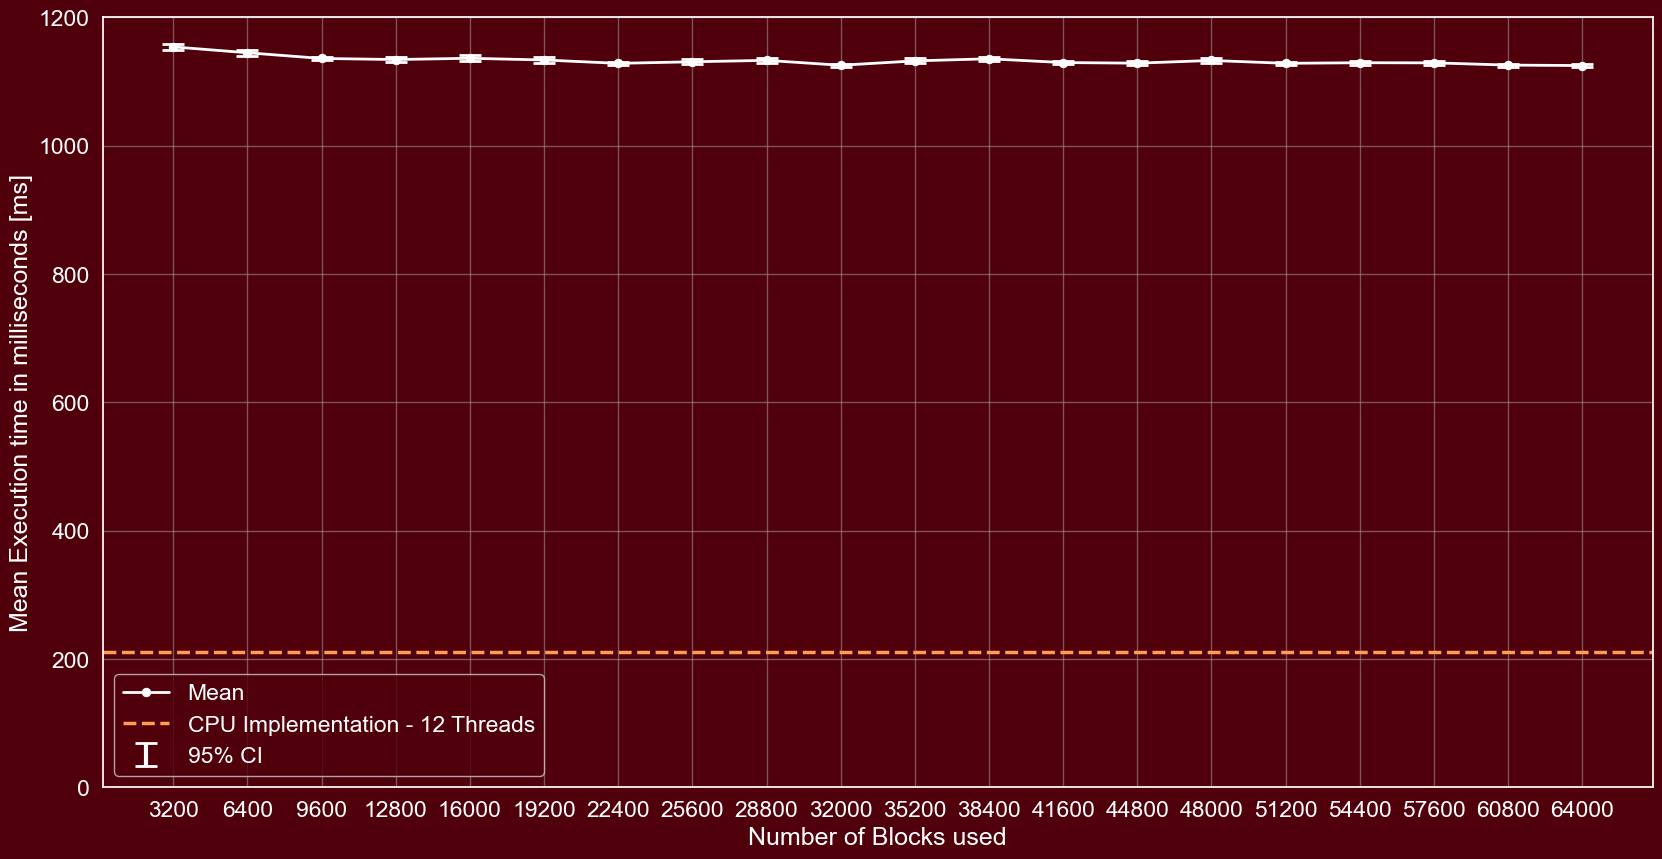 1200
1000
800
600
400
200
0
Mean Execution time in milliseconds [ms]
Mean
CPU Implementation - 12 Threads
95% CI
3200 6400 9600 12800 16000 19200 22400 25600 28800 32000 35200 38400 41600 44800 48000 51200 54400 57600 60800 64000
Number of Blocks used